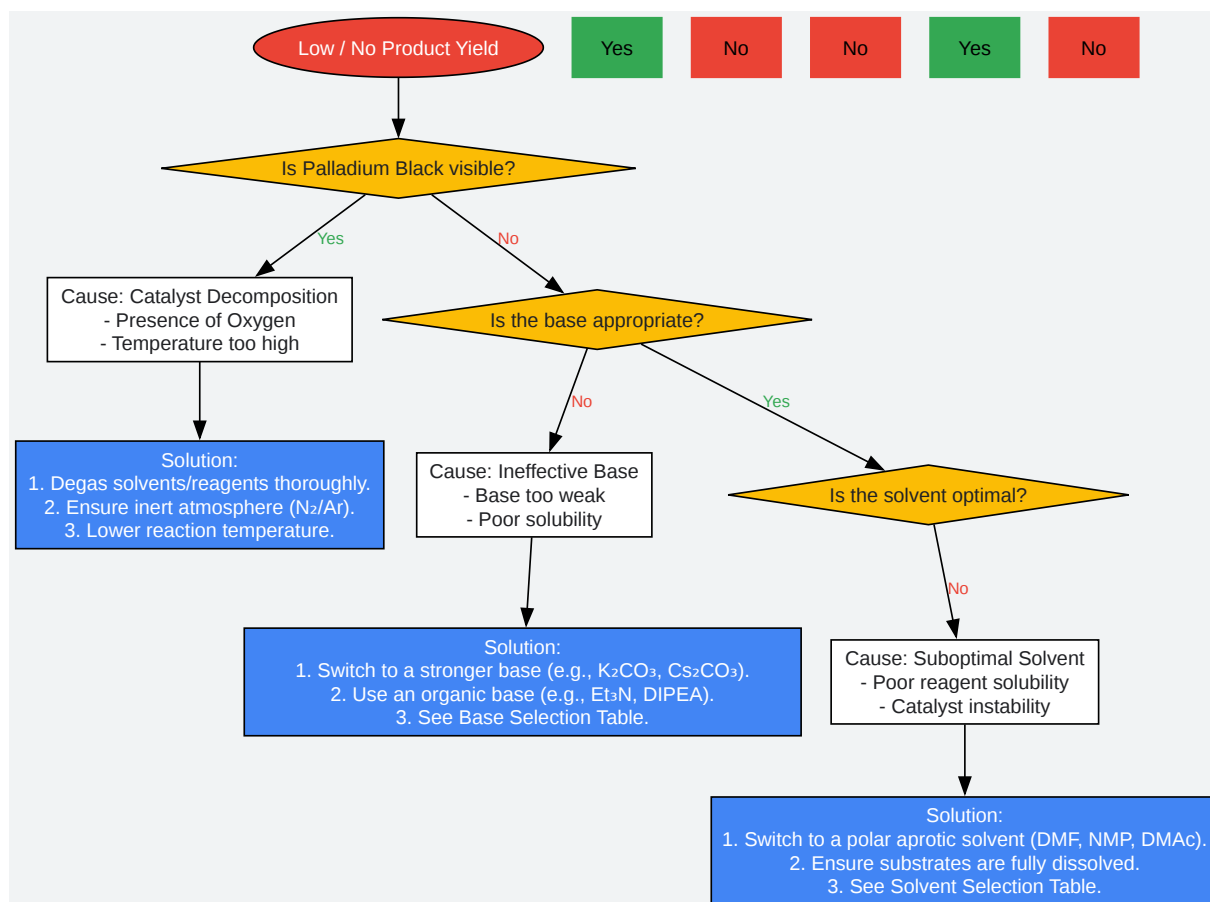 Low / No Product Yield
Yes
No
No
Yes
No
Is Palladium Black visible?
Yes
No
Cause: Catalyst Decomposition
- Presence of Oxygen
- Temperature too high
Is the base appropriate?
No
Yes
Solution:
1. Degas solvents/reagents thoroughly.
2. Ensure inert atmosphere (N₂/Ar).
3. Lower reaction temperature.
Cause: Ineffective Base
- Base too weak
- Poor solubility
Is the solvent optimal?
No
Solution:
1. Switch to a stronger base (e.g., K₂CO₃, Cs₂CO₃).
2. Use an organic base (e.g., Et₃N, DIPEA).
3. See Base Selection Table.
Cause: Suboptimal Solvent
- Poor reagent solubility
- Catalyst instability
Solution:
1. Switch to a polar aprotic solvent (DMF, NMP, DMAc).
2. Ensure substrates are fully dissolved.
3. See Solvent Selection Table.